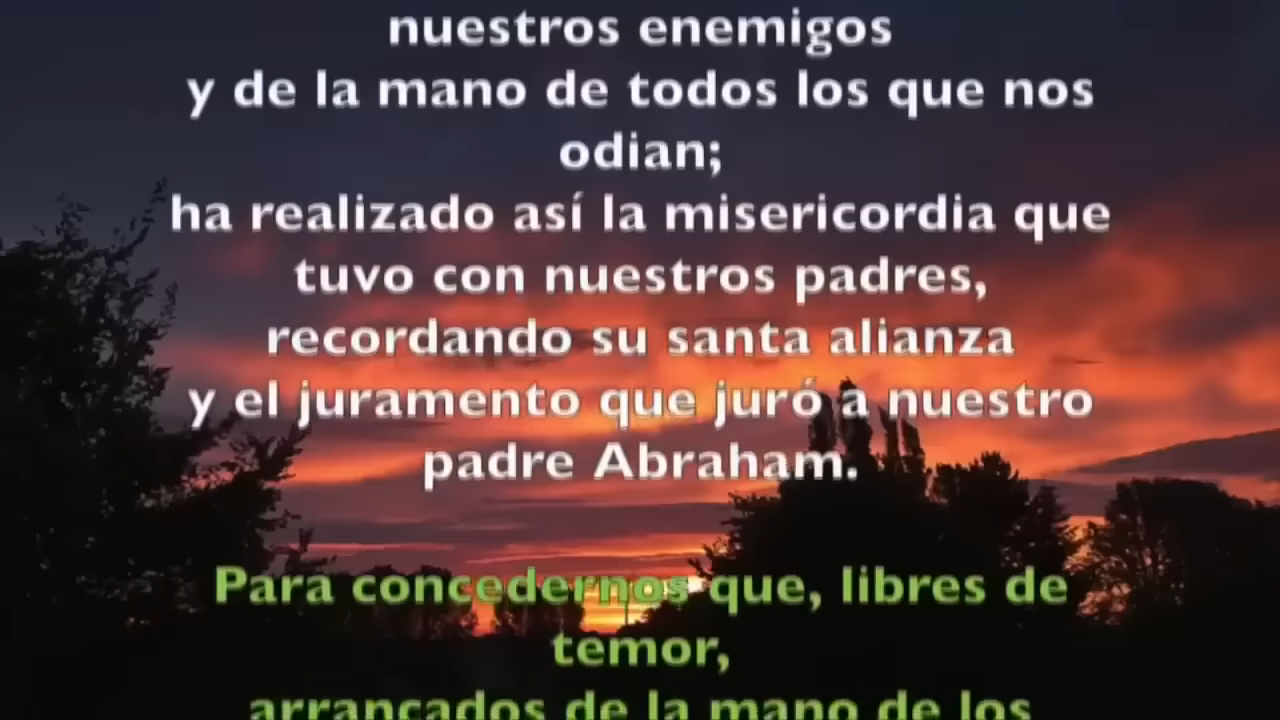 nuestros enemigos
y de la mano de todos los que nos
odian;
ha realizado así la misericordia que
tuvo con nuestros padres,
recordando su santa alianza
y el juramento que juró a nuestro
padre Abraham.
Para concedernos que, libres de
temor,
arrancados de la mano de los